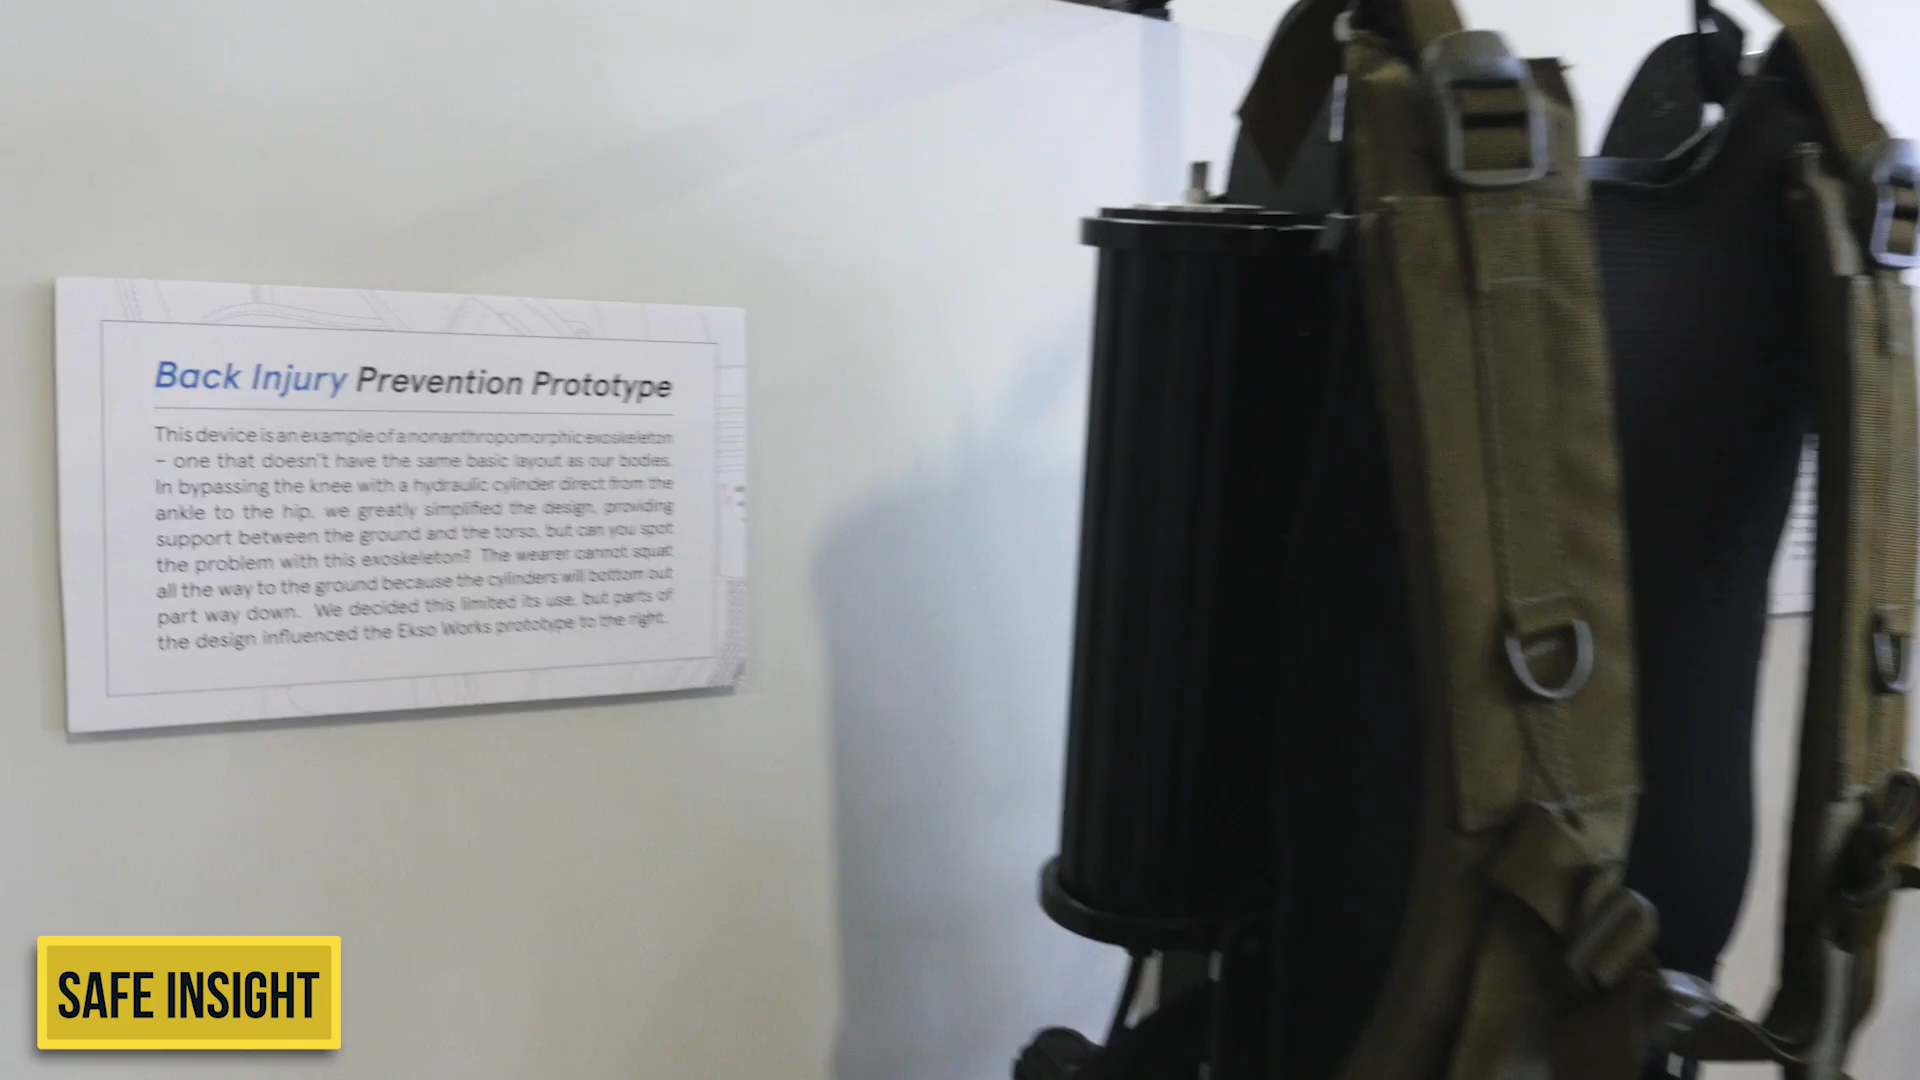 Back Injury Prevention Prototype
This device is an example of a nonanthropomorphic exoskeleton
– one that doesn't have the same basic layout as our bodies.
In bypassing the knee with a hydraulic cylinder direct from the
ankle to the hip, we greatly simplified the design, providing
support between the ground and the torso, but can you spot
the problem with this exoskeleton? The wearer cannot squat
all the way to the ground because the cylinders will bottom out
part way down. We decided this limited its use, but parts of
the design influenced the Ekso Works prototype to the right.
SAFE INSIGHT